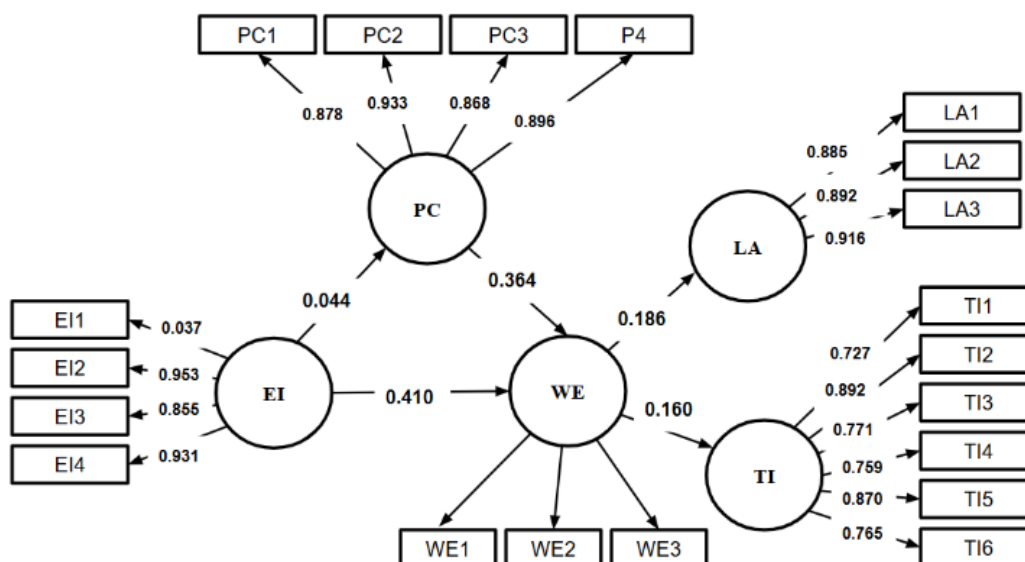 PC1 PC2 PC3 P4
0.878 0.933 0.868 0.896
PC
LA1
LA2
LA3
0.885
0.892
0.916
LA
0.044
0.364
0.186
EI1
EI2
EI3
EI4
0.037
0.953
0.855
0.931
EI
0.410
WE
0.160
TI1
TI2
TI3
TI4
TI5
TI6
0.727
0.892
0.771
0.759
0.870
0.765
TI
WE1 WE2 WE3